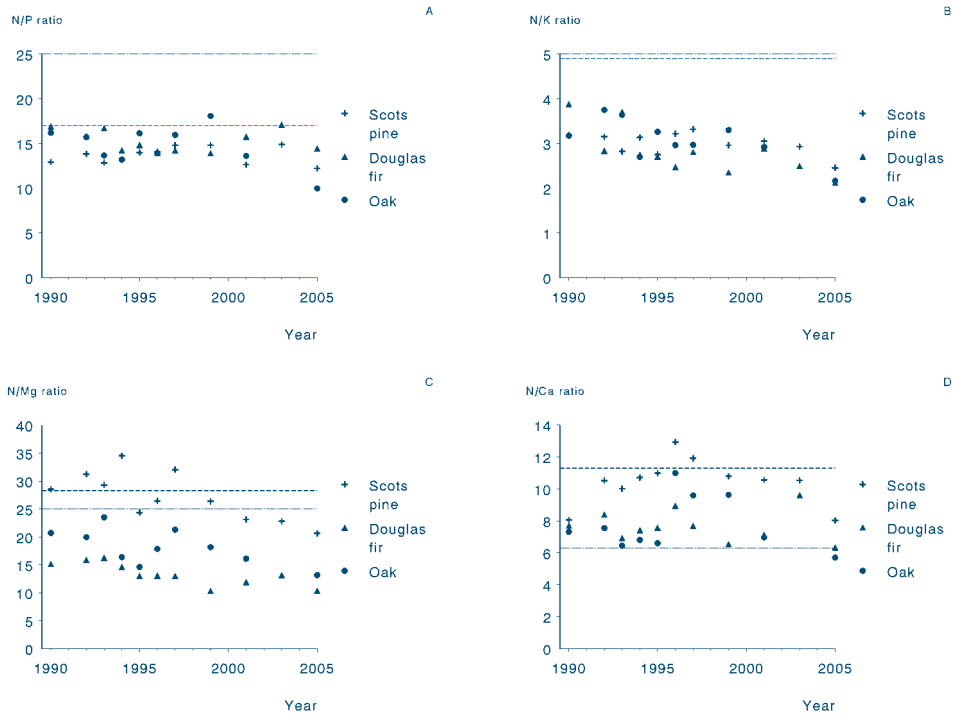 A
N/P ratio
25
20
15
10
5
0
1990
1995
2000
2005
Year
Scots
pine
Douglas
fir
Oak
B
N/K ratio
5
4
3
2
1
0
1990
1995
2000
2005
Year
Scots
pine
Douglas
fir
Oak
C
N/Mg ratio
40
35
30
25
20
15
10
5
0
1990
1995
2000
2005
Year
Scots
pine
Douglas
fir
Oak
D
N/Ca ratio
14
12
10
8
6
4
2
0
1990
1995
2000
2005
Year
Scots
pine
Douglas
fir
Oak